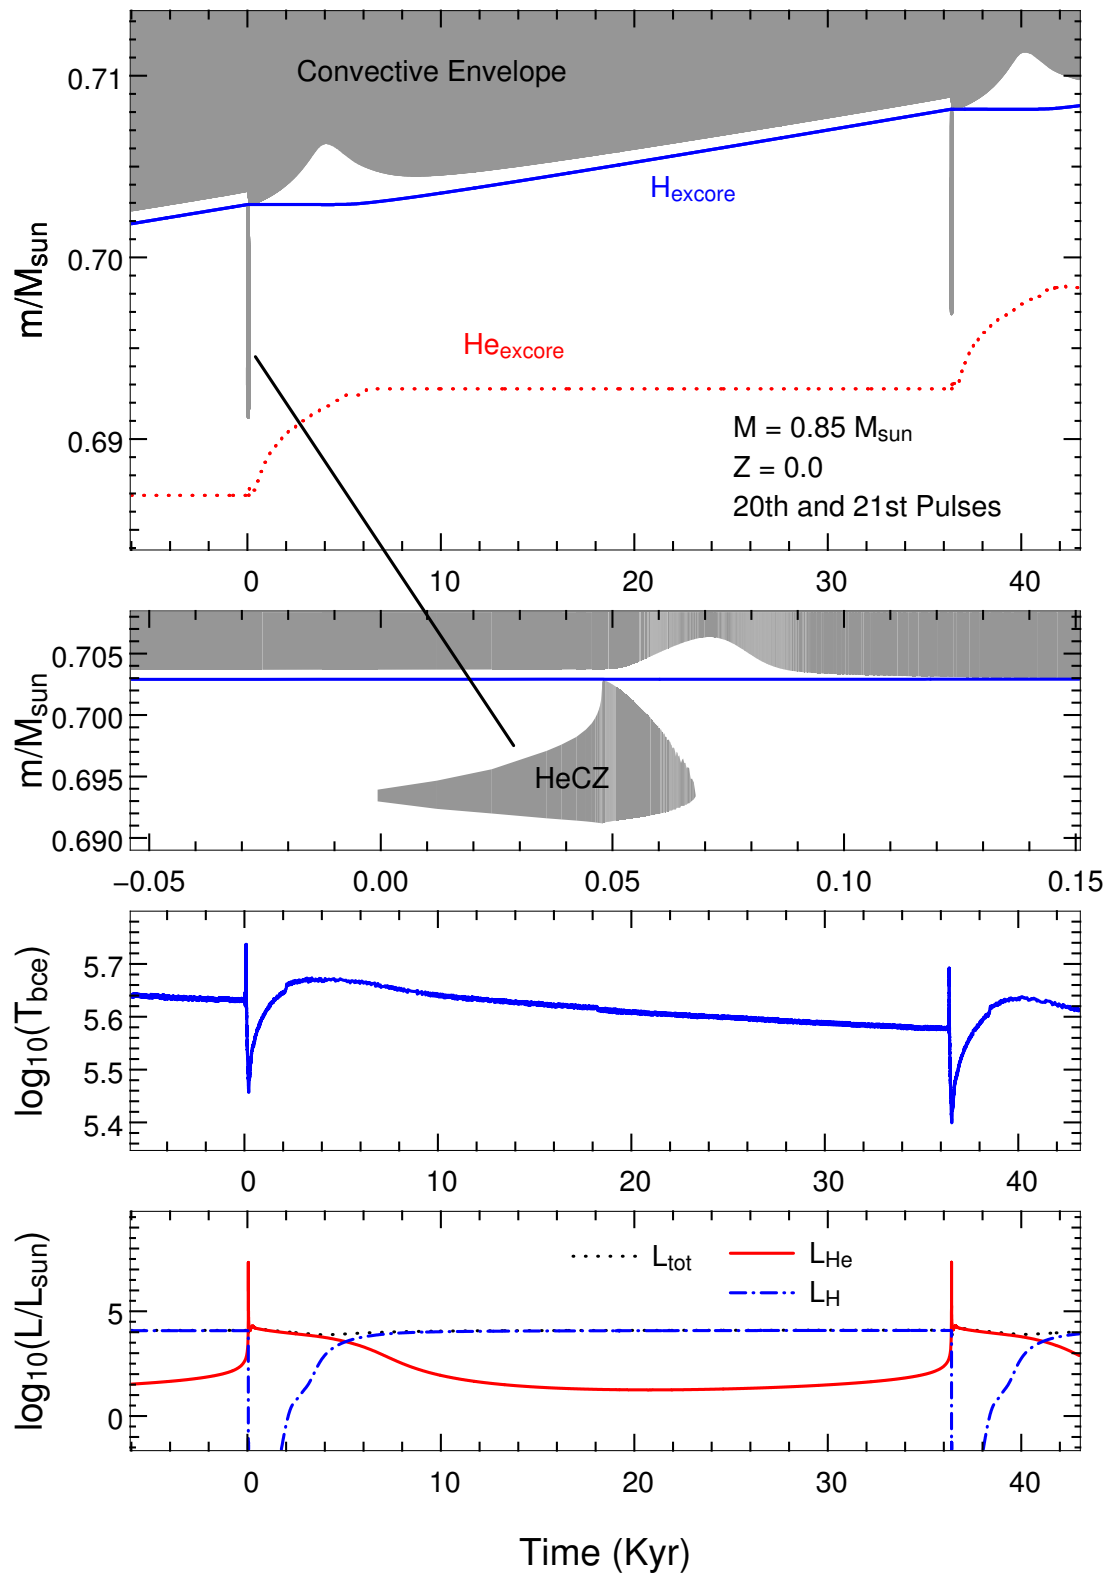 Convective Envelope
0.71
0.70
0.69
m/Msun
Hexcore
Heexcore
M = 0.85 Msun
Z = 0.0
20th and 21st Pulses
0 10 20 30 40
0.705
0.700
0.695
0.690
m/Msun
HeCZ
−0.05 0.00 0.05 0.10 0.15
5.7
5.6
5.5
5.4
log10(Tbce)
0 10 20 30 40
Ltot
LHe
LH
5
0
log10(L/Lsun)
0 10 20 30 40
Time (Kyr)